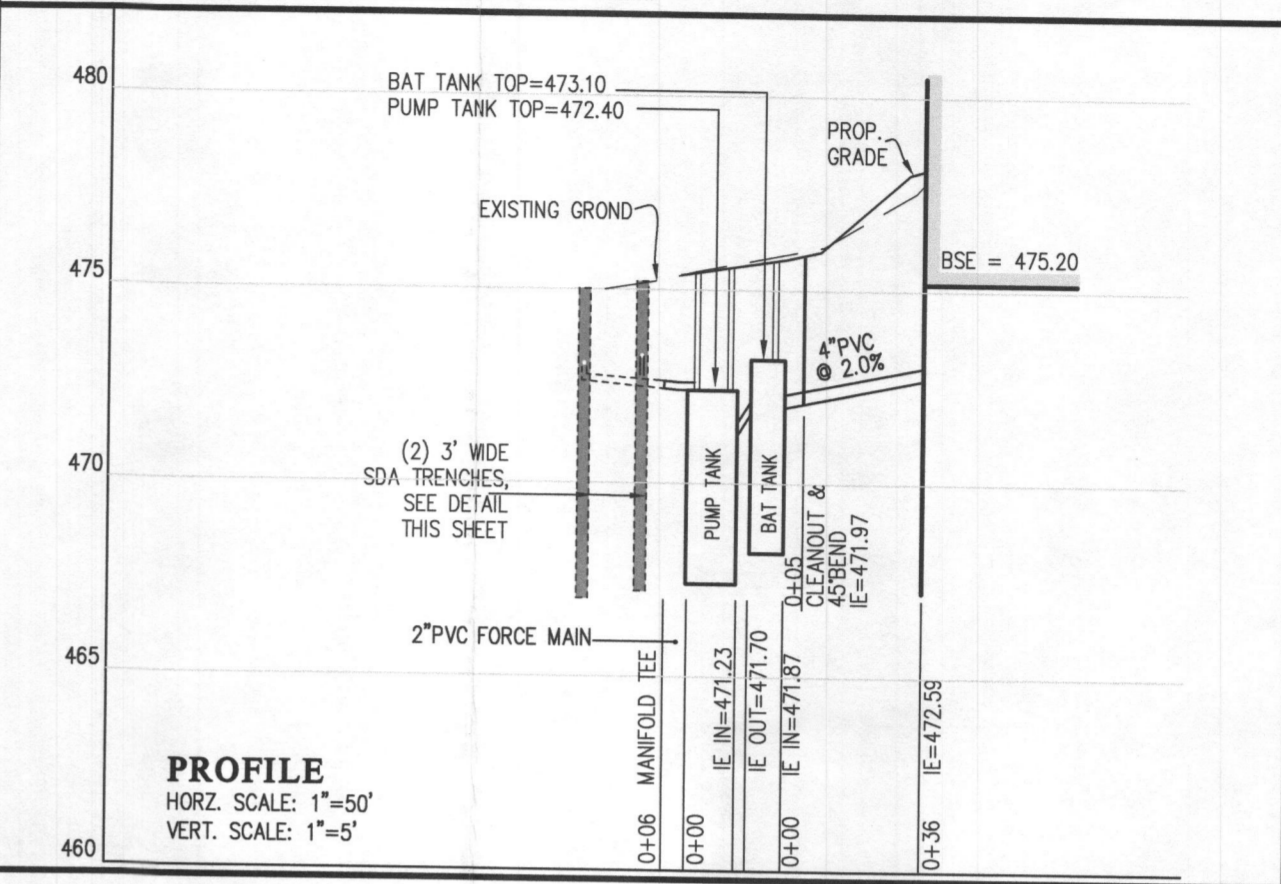 480
BAT TANK TOP=473.10
PUMP TANK TOP=472.40
PROP.
GRADE
EXISTING GROND
475
BSE = 475.20
4"PVC
@ 2.0%
(2) 3' WIDE
SDA TRENCHES,
SEE DETAIL
THIS SHEET
470
PUMP TANK
BAT TANK
0+05
CLEANOUT &
45°BEND
IE=471.97
2"PVC FORCE MAIN
465
0+06 MANIFOLD TEE
0+00
IE IN=471.23
IE OUT=471.70
0+00 IE IN=471.87
0+36 IE=472.59
PROFILE
HORZ. SCALE: 1"=50'
VERT. SCALE: 1"=5'
460